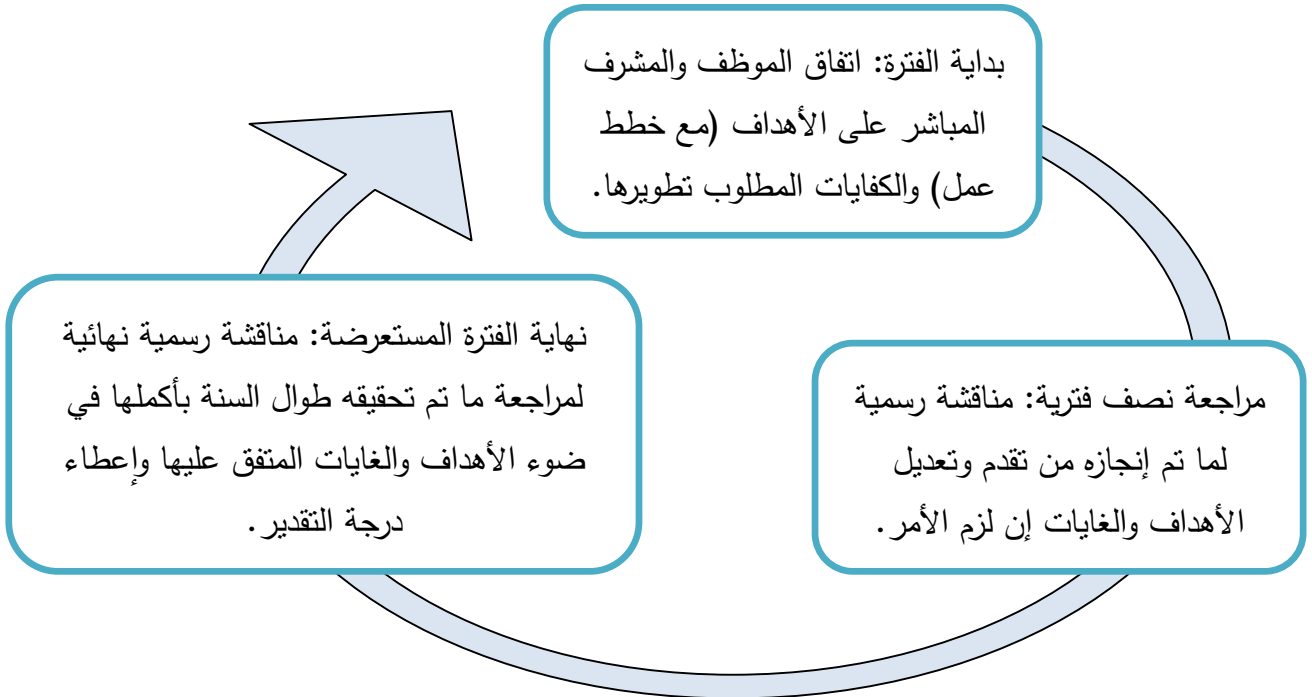 بداية الفترة: اتفاق الموظف والمشرف
المباشر على الأهداف (مع خطط
عمل) والكفايات المطلوب تطويرها.
مراجعة نصف فترية: مناقشة رسمية
لما تم إنجازه من تقدم وتعديل
الأهداف والغايات إن لزم الأمر.
نهاية الفترة المستعرضة: مناقشة رسمية نهائية
لمراجعة ما تم تحقيقه طوال السنة بأكملها في
ضوء الأهداف والغايات المتفق عليها وإعطاء
درجة التقدير.